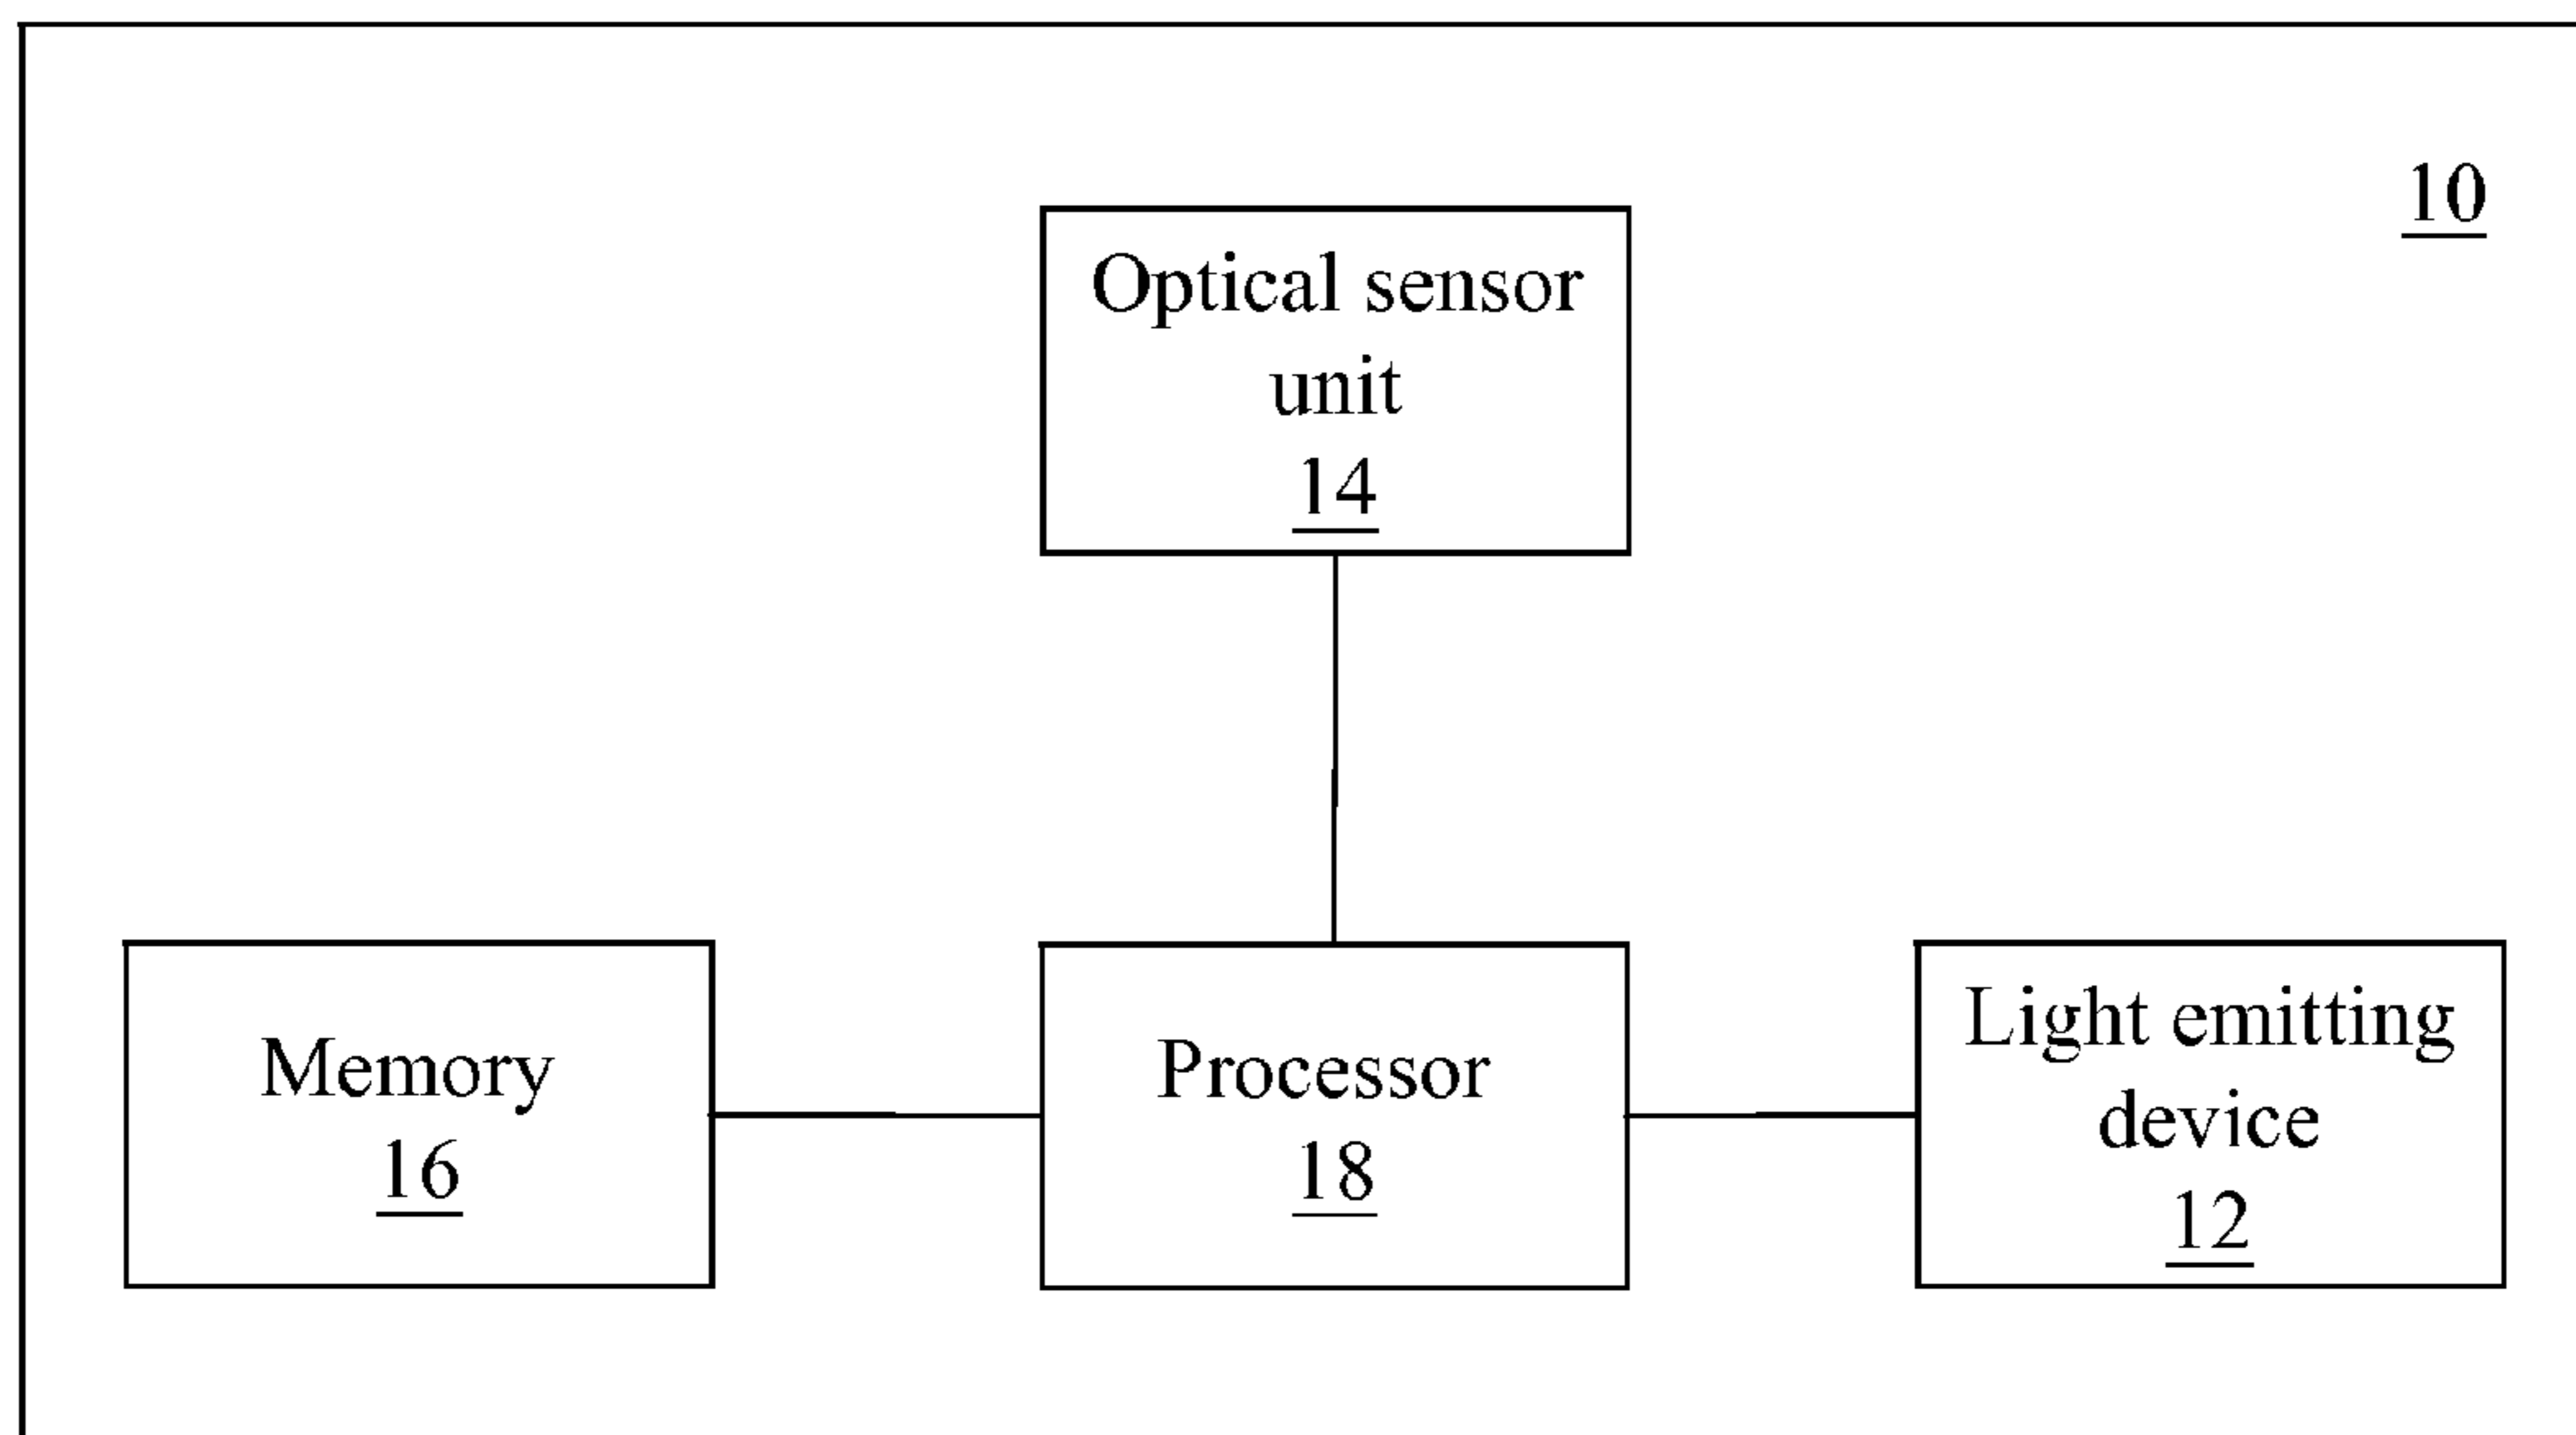 10
Optical sensor
unit
14
Memory
16
Processor
18
Light emitting
device
12